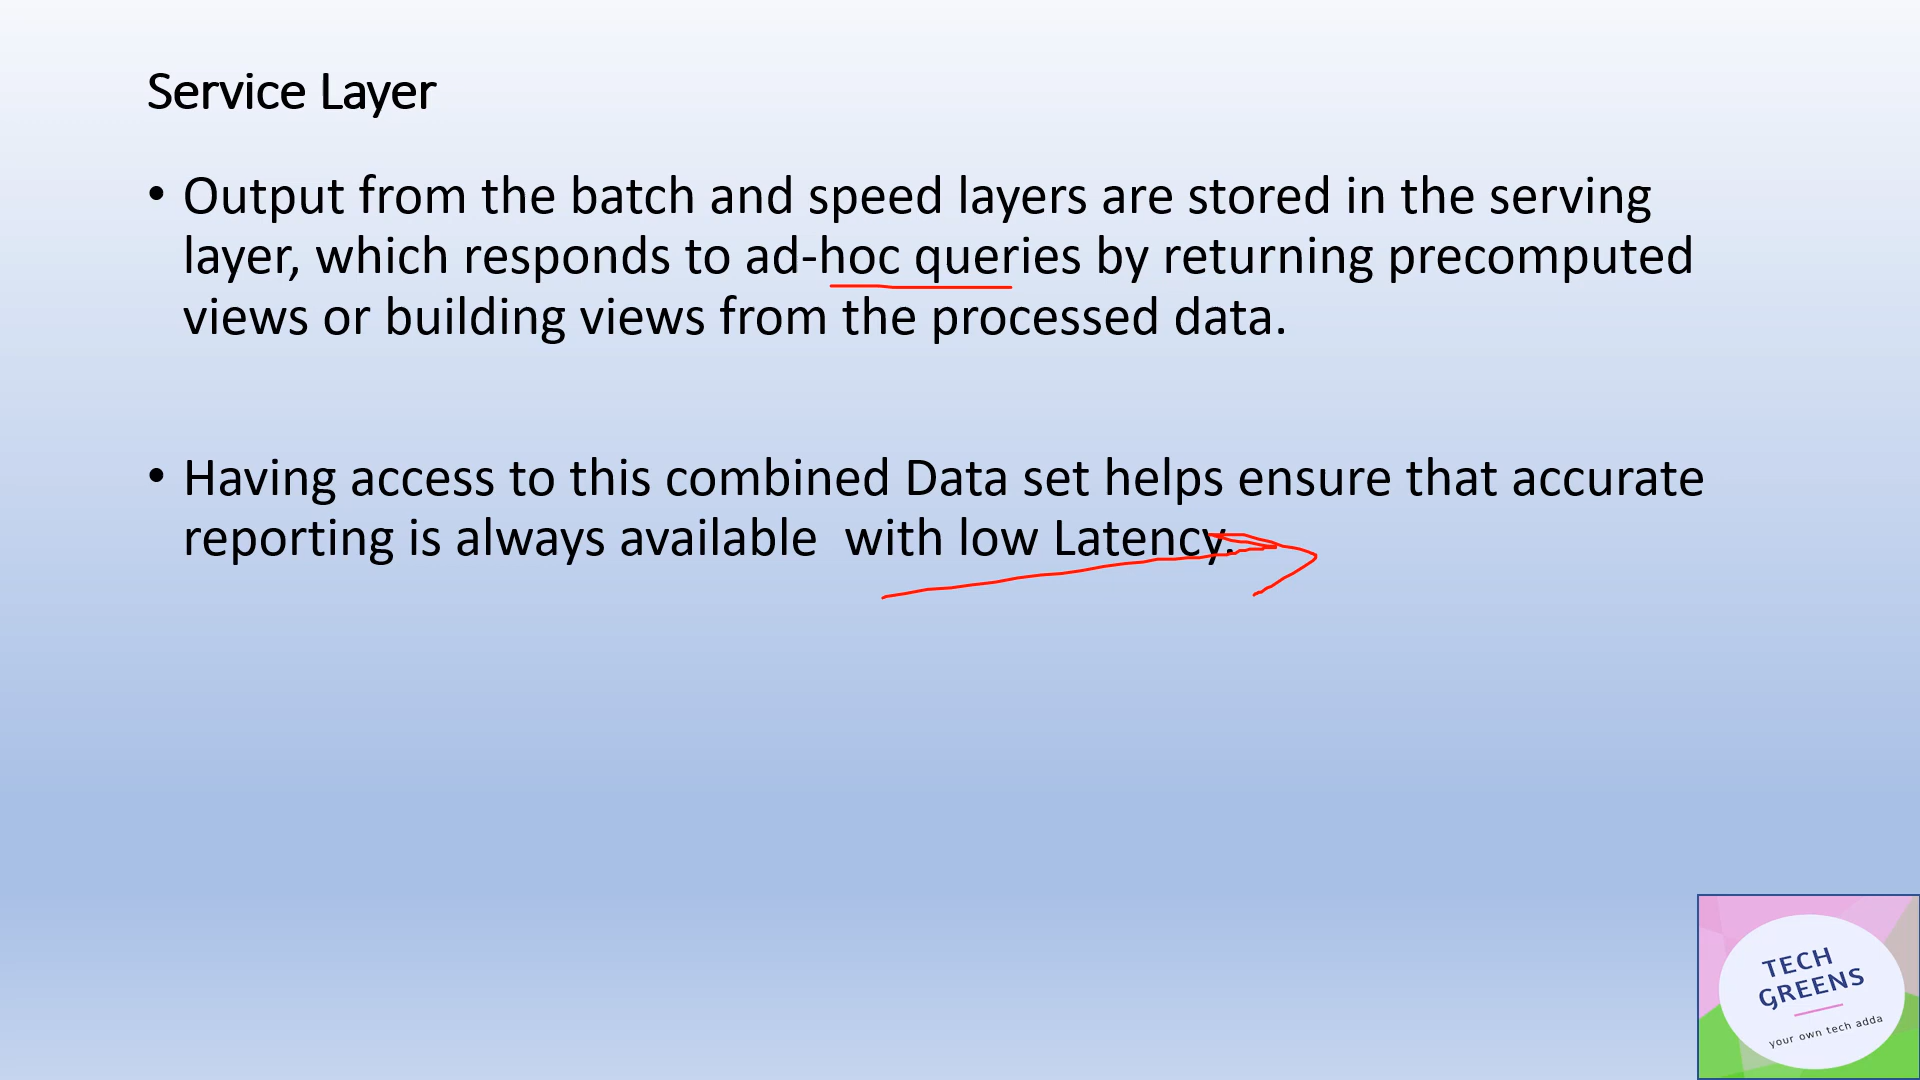 Service Layer
• Output from the batch and speed layers are stored in the serving
layer, which responds to ad-hoc queries by returning precomputed
views or building views from the processed data.
• Having access to this combined Data set helps ensure that accurate
reporting is always available  with low Latency.
TECH
GREENS
your own tech adda